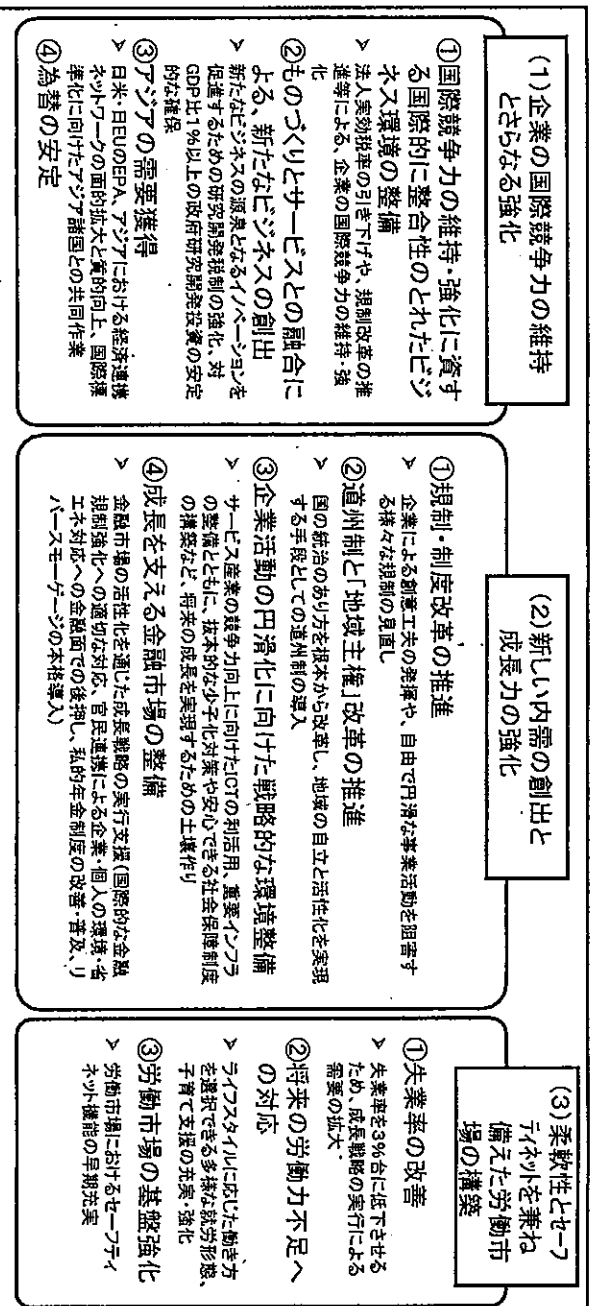 (1)企業の国際競争力の維持
とさらなる強化
①国際競争力の維持・強化に資す
る国際的に整合性のとれたビジ
ネス環境の整備
➢ 法人実効税率の引き下げや、規制改革の推
進等による、企業の国際競争力の維持・強
化
②ものづくりとサービスとの融合に
よる、新たなビジネスの創出
➢ 新たなビジネスの源泉となるイノベーションを
促進するための研究開発税制の強化、対
GDP比1%以上の政府研究開発投資の安定
的な確保
③アジアの需要獲得
➢ 日米・日EUのEPA、アジアにおける経済連携
ネットワークの面的拡大と質的向上、国際標
準化に向けたアジア諸国との共同作業
④為替の安定
(2)新しい内需の創出と
成長力の強化
①規制・制度改革の推進
➢ 企業による創意工夫の発揮や、自由で円滑な事業活動を阻害す
る様々な規制の見直し
②道州制と「地域主権」改革の推進
➢ 国の統治のあり方を根本から改革し、地域の自立と活性化を実現
する手段としての道州制の導入
③企業活動の円滑化に向けた戦略的な環境整備
➢ サービス産業の競争力向上に向けたICTの利活用、重要インフラ
の整備とともに、抜本的な少子化対策や安心できる社会保障制度
の構築など、将来の成長を実現するための土壌作り
④成長を支える金融市場の整備
➢ 金融市場の活性化を通じた成長戦略の実行支援(国際的な金融
規制強化への適切な対応、官民連携による企業・個人の環境・省
エネ対応への金融面での後押し、私的年金制度の改善・普及、リ
バースモーゲージの本格導入)
(3)柔軟性とセーフ
ティネットを兼ね
備えた労働市
場の構築
①失業率の改善
➢ 失業率を3%台に低下させる
ため、成長戦略の実行による
需要の拡大
②将来の労働力不足へ
の対応
➢ ライフスタイルに応じた働き方
を選択できる多様な就労形態、
子育て支援の充実・強化
③労働市場の基盤強化
➢ 労働市場におけるセーフティ
ネット機能の早期充実